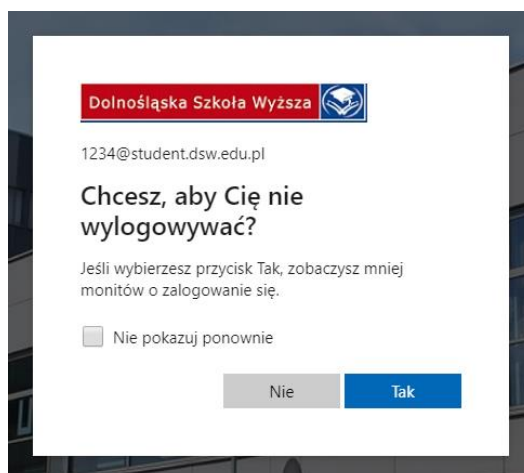 Dolnośląska Szkoła Wyższa
1234@student.dsw.edu.pl
Chcesz, aby Cię nie
wylogowywać?
Jeśli wybierzesz przycisk Tak, zobaczysz mniej
monitów o zalogowanie się.
Nie pokazuj ponownie
Nie Tak